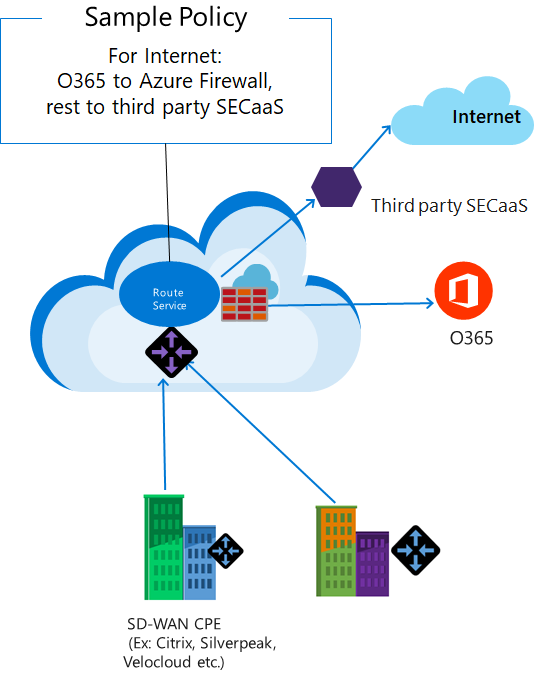 Sample Policy
For Internet:
O365 to Azure Firewall,
rest to third party SECaaS
Internet
Third party SECaaS
Route
Service
O365
SD-WAN CPE
(Ex: Citrix, Silverpeak,
Velocloud etc.)